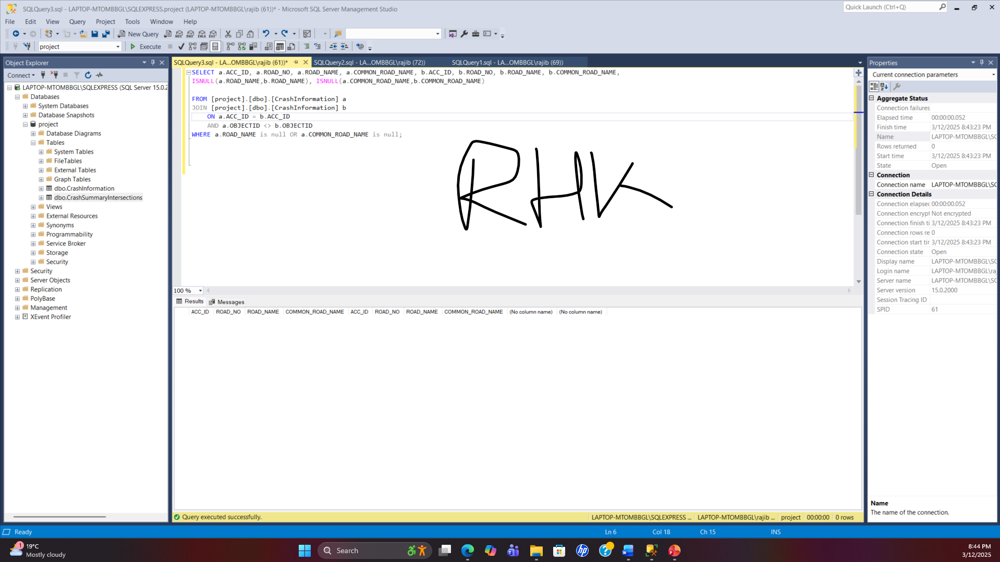 SQLQuery3.sql - LAPTOP-MTOMBBGL\SQLEXPRESS.project (LAPTOP-MTOMBBGL\rajib (61))* - Microsoft SQL Server Management Studio
Quick Launch (Ctrl+Q)
File Edit View Query Project Tools Window Help
New Query
project Execute
Object Explorer
Connect
LAPTOP-MTOMBBGL\SQLEXPRESS (SQL Server 15.0.2
Databases
System Databases
Database Snapshots
project
Database Diagrams
Tables
System Tables
FileTables
External Tables
Graph Tables
dbo.CrashInformation
dbo.CrashSummaryIntersections
Views
External Resources
Synonyms
Programmability
Service Broker
Storage
Security
Security
Server Objects
Replication
PolyBase
Management
XEvent Profiler
SQLQuery3.sql - LA...OMBBGL\rajib (61))* SQLQuery2.sql - LA...OMBBGL\rajib (72)) SQLQuery1.sql - LA...OMBBGL\rajib (69))
SELECT a.ACC_ID, a.ROAD_NO, a.ROAD_NAME, a.COMMON_ROAD_NAME, b.ACC_ID, b.ROAD_NO, b.ROAD_NAME, b.COMMON_ROAD_NAME,
ISNULL(a.ROAD_NAME,b.ROAD_NAME), ISNULL(a.COMMON_ROAD_NAME,b.COMMON_ROAD_NAME)
FROM [project].[dbo].[CrashInformation] a
JOIN [project].[dbo].[CrashInformation] b
ON a.ACC_ID = b.ACC_ID
AND a.OBJECTID <> b.OBJECTID
WHERE a.ROAD_NAME is null OR a.COMMON_ROAD_NAME is null;
RHK
100 %
Results Messages
ACC_ID ROAD_NO ROAD_NAME COMMON_ROAD_NAME ACC_ID ROAD_NO ROAD_NAME COMMON_ROAD_NAME (No column name) (No column name)
Query executed successfully. LAPTOP-MTOMBBGL\SQLEXPRESS ... LAPTOP-MTOMBBGL\rajib ... project 00:00:00 0 rows
Properties
Current connection parameters
Aggregate Status
Connection failures
Elapsed time 00:00:00.052
Finish time 3/12/2025 8:43:23 PM
Name LAPTOP-MTOMBBGL\SC
Rows returned 0
Start time 3/12/2025 8:43:23 PM
State Open
Connection
Connection name LAPTOP-MTOMBBGL\SC
Connection Details
Connection elapsed 00:00:00.052
Connection encrypt Not encrypted
Connection finish ti 3/12/2025 8:43:23 PM
Connection rows re 0
Connection start tir 3/12/2025 8:43:23 PM
Connection state Open
Display name LAPTOP-MTOMBBGL\SC
Login name LAPTOP-MTOMBBGL\ra
Server name LAPTOP-MTOMBBGL\SC
Server version 15.0.2000
Session Tracing ID
SPID 61
Name
The name of the connection.
Ready Ln 6 Col 18 Ch 15 INS
1
19°C
Mostly cloudy
Search
8:44 PM
3/12/2025